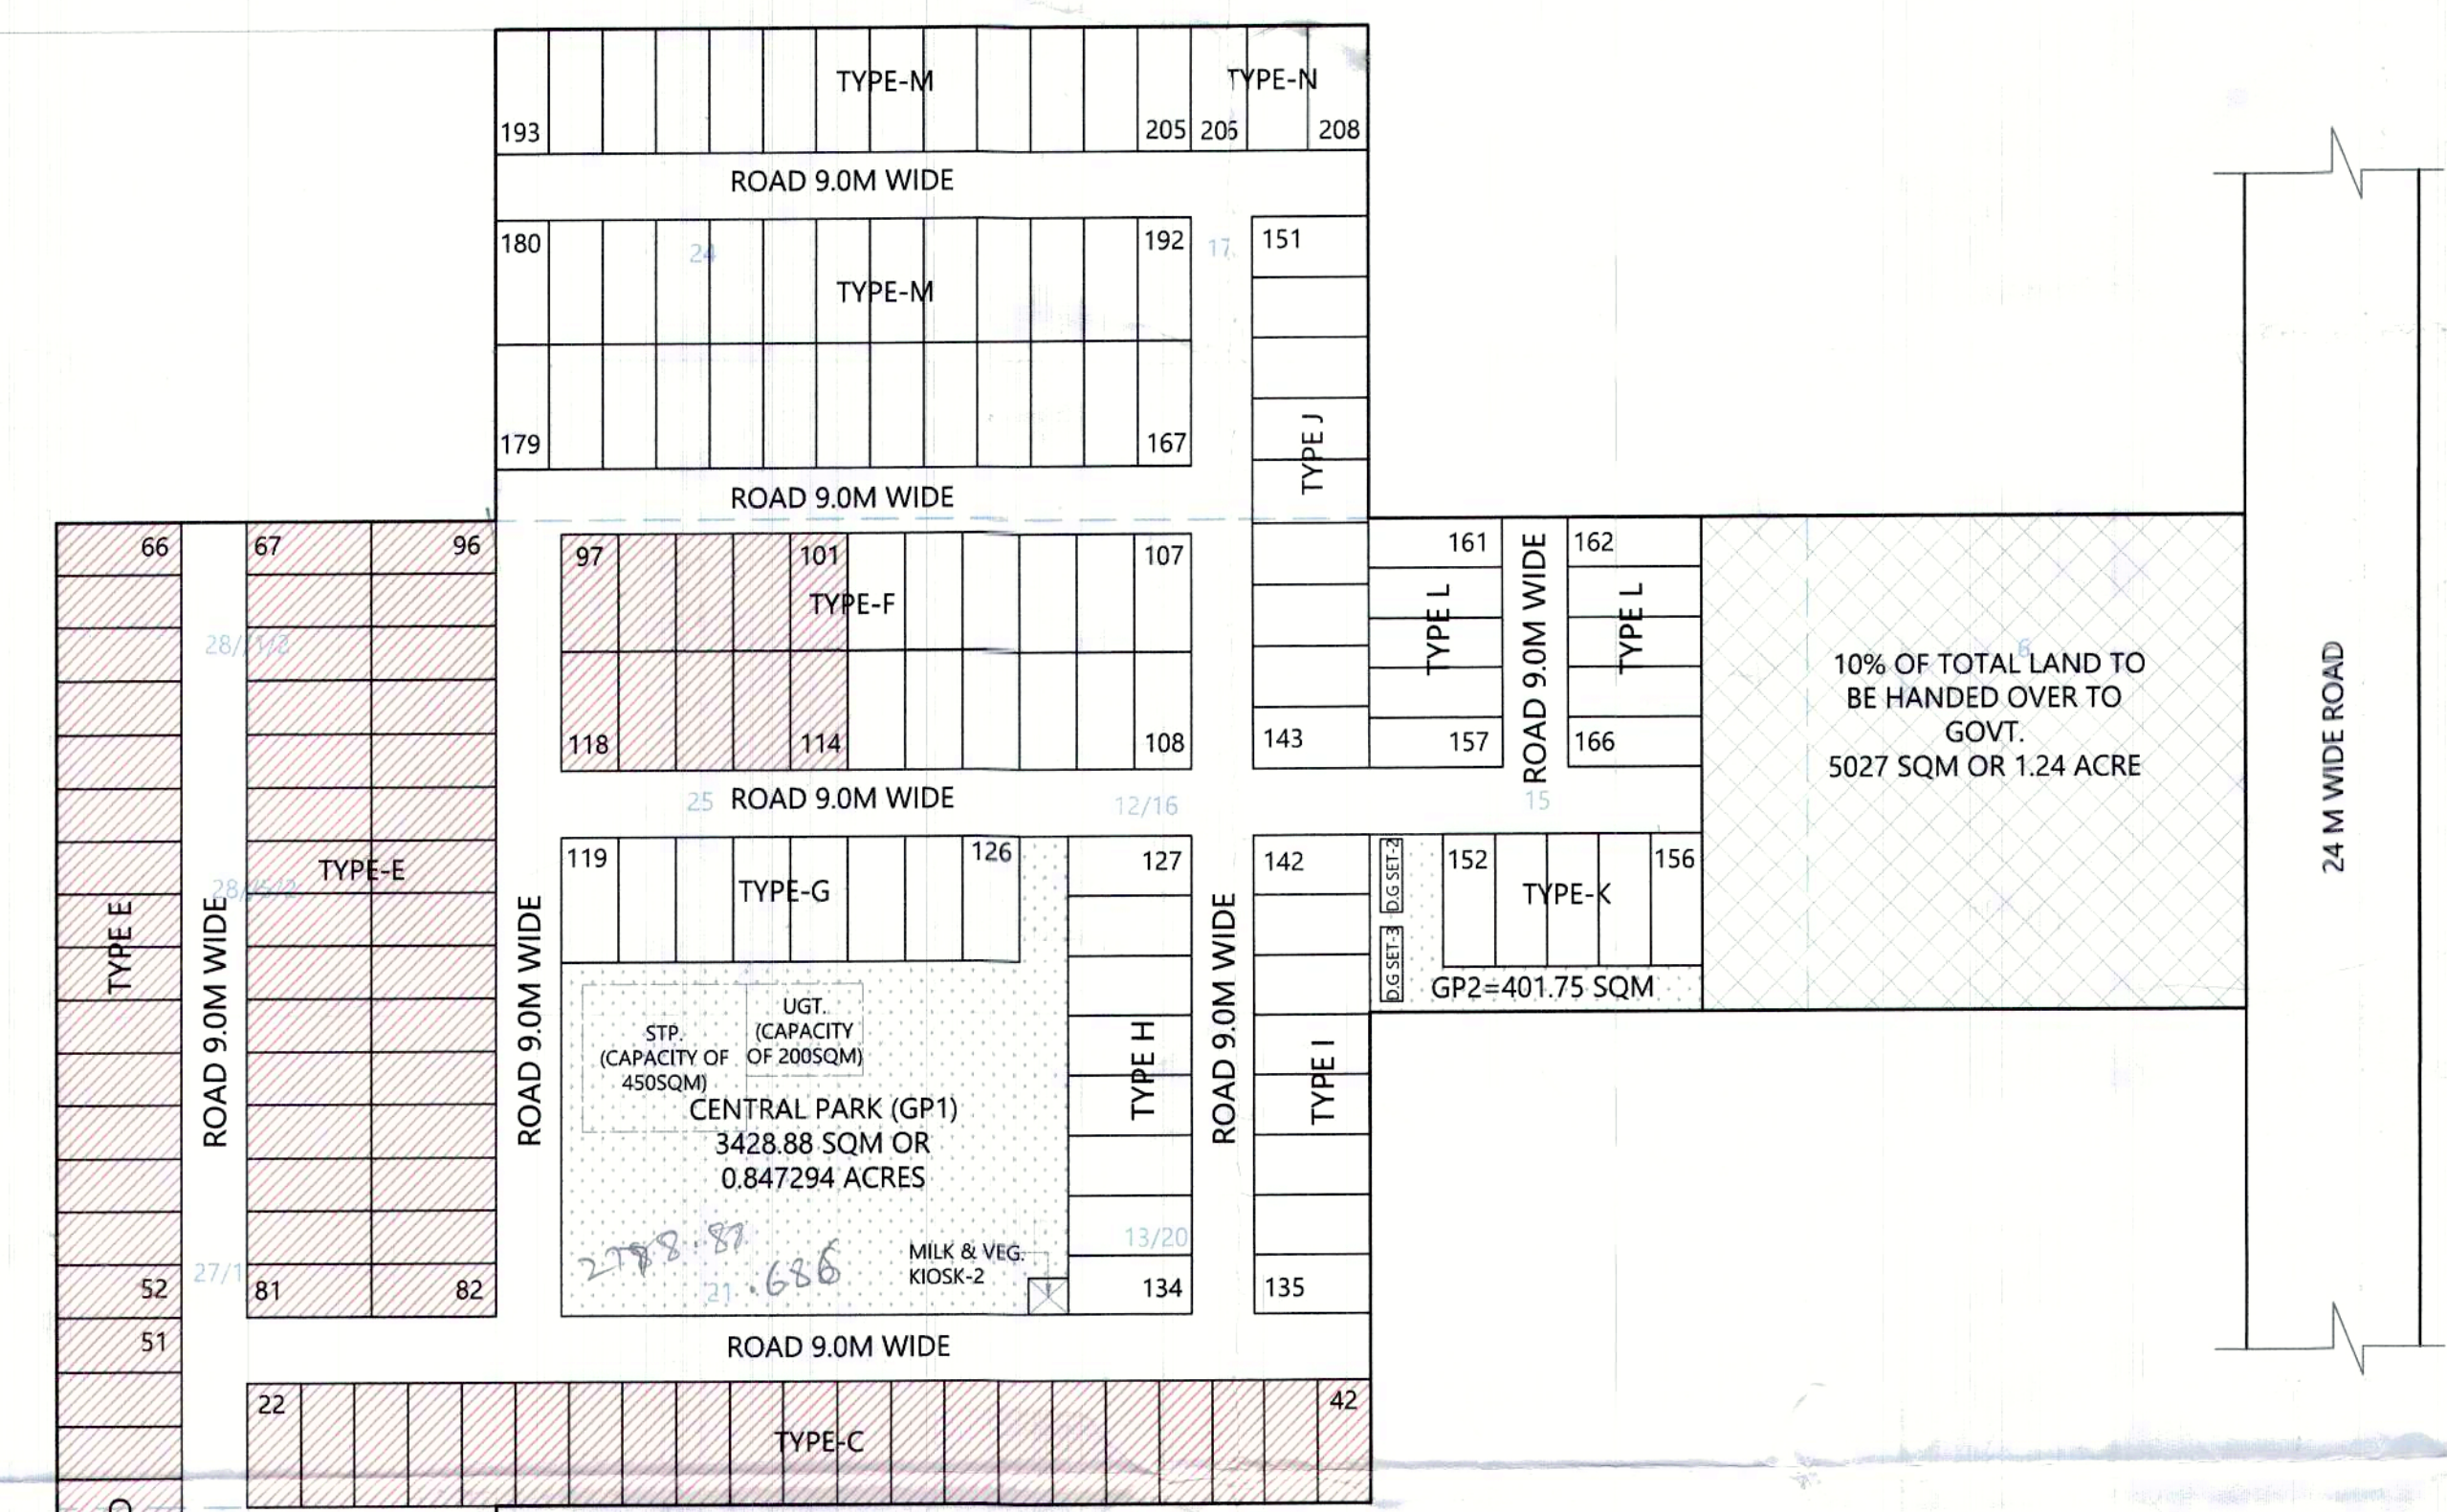 TYPE-M
TYPE-N
193
205
206
208
ROAD 9.0M WIDE
180
24
192
17
151
TYPE-M
179
167
TYPE J
ROAD 9.0M WIDE
66
67
96
97
101
107
161
162
TYPE-F
TYPE L
ROAD 9.0M WIDE
TYPE L
28//1/2
118
114
108
143
157
166
10% OF TOTAL LAND TO
BE HANDED OVER TO
GOVT.
5027 SQM OR 1.24 ACRE
6
24 M WIDE ROAD
25
ROAD 9.0M WIDE
12/16
15
119
126
127
142
D.G SET-2
152
156
TYPE-E
TYPE-G
TYPE-K
TYPE E
ROAD 9.0M WIDE
ROAD 9.0M WIDE
D.G SET-3
GP2=401.75 SQM
STP.
(CAPACITY OF
450SQM)
UGT.
(CAPACITY
OF 200SQM)
TYPE H
ROAD 9.0M WIDE
TYPE I
CENTRAL PARK (GP1)
3428.88 SQM OR
0.847294 ACRES
.686
21
MILK & VEG.
KIOSK-2
13/20
27/1
52
81
82
134
135
51
ROAD 9.0M WIDE
22
42
TYPE-C